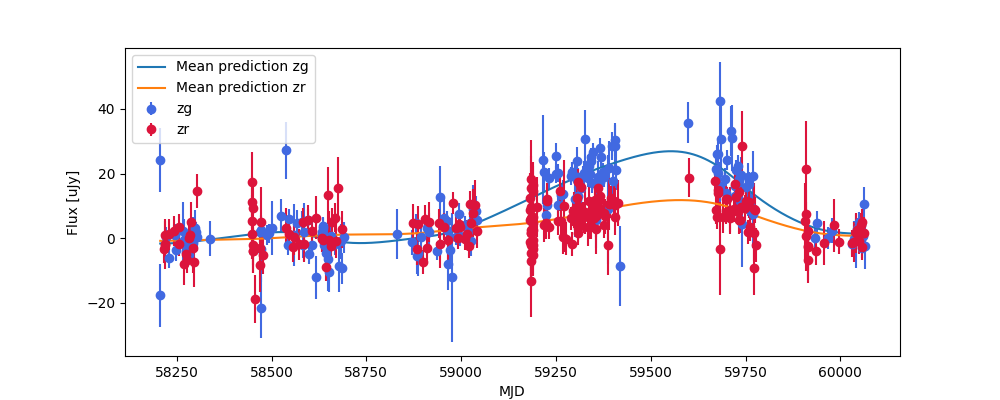 Mean prediction zg
Mean prediction zr
zg
zr
40
20
0
−20
Flux [uJy]
58250 58500 58750 59000 59250 59500 59750 60000
MJD